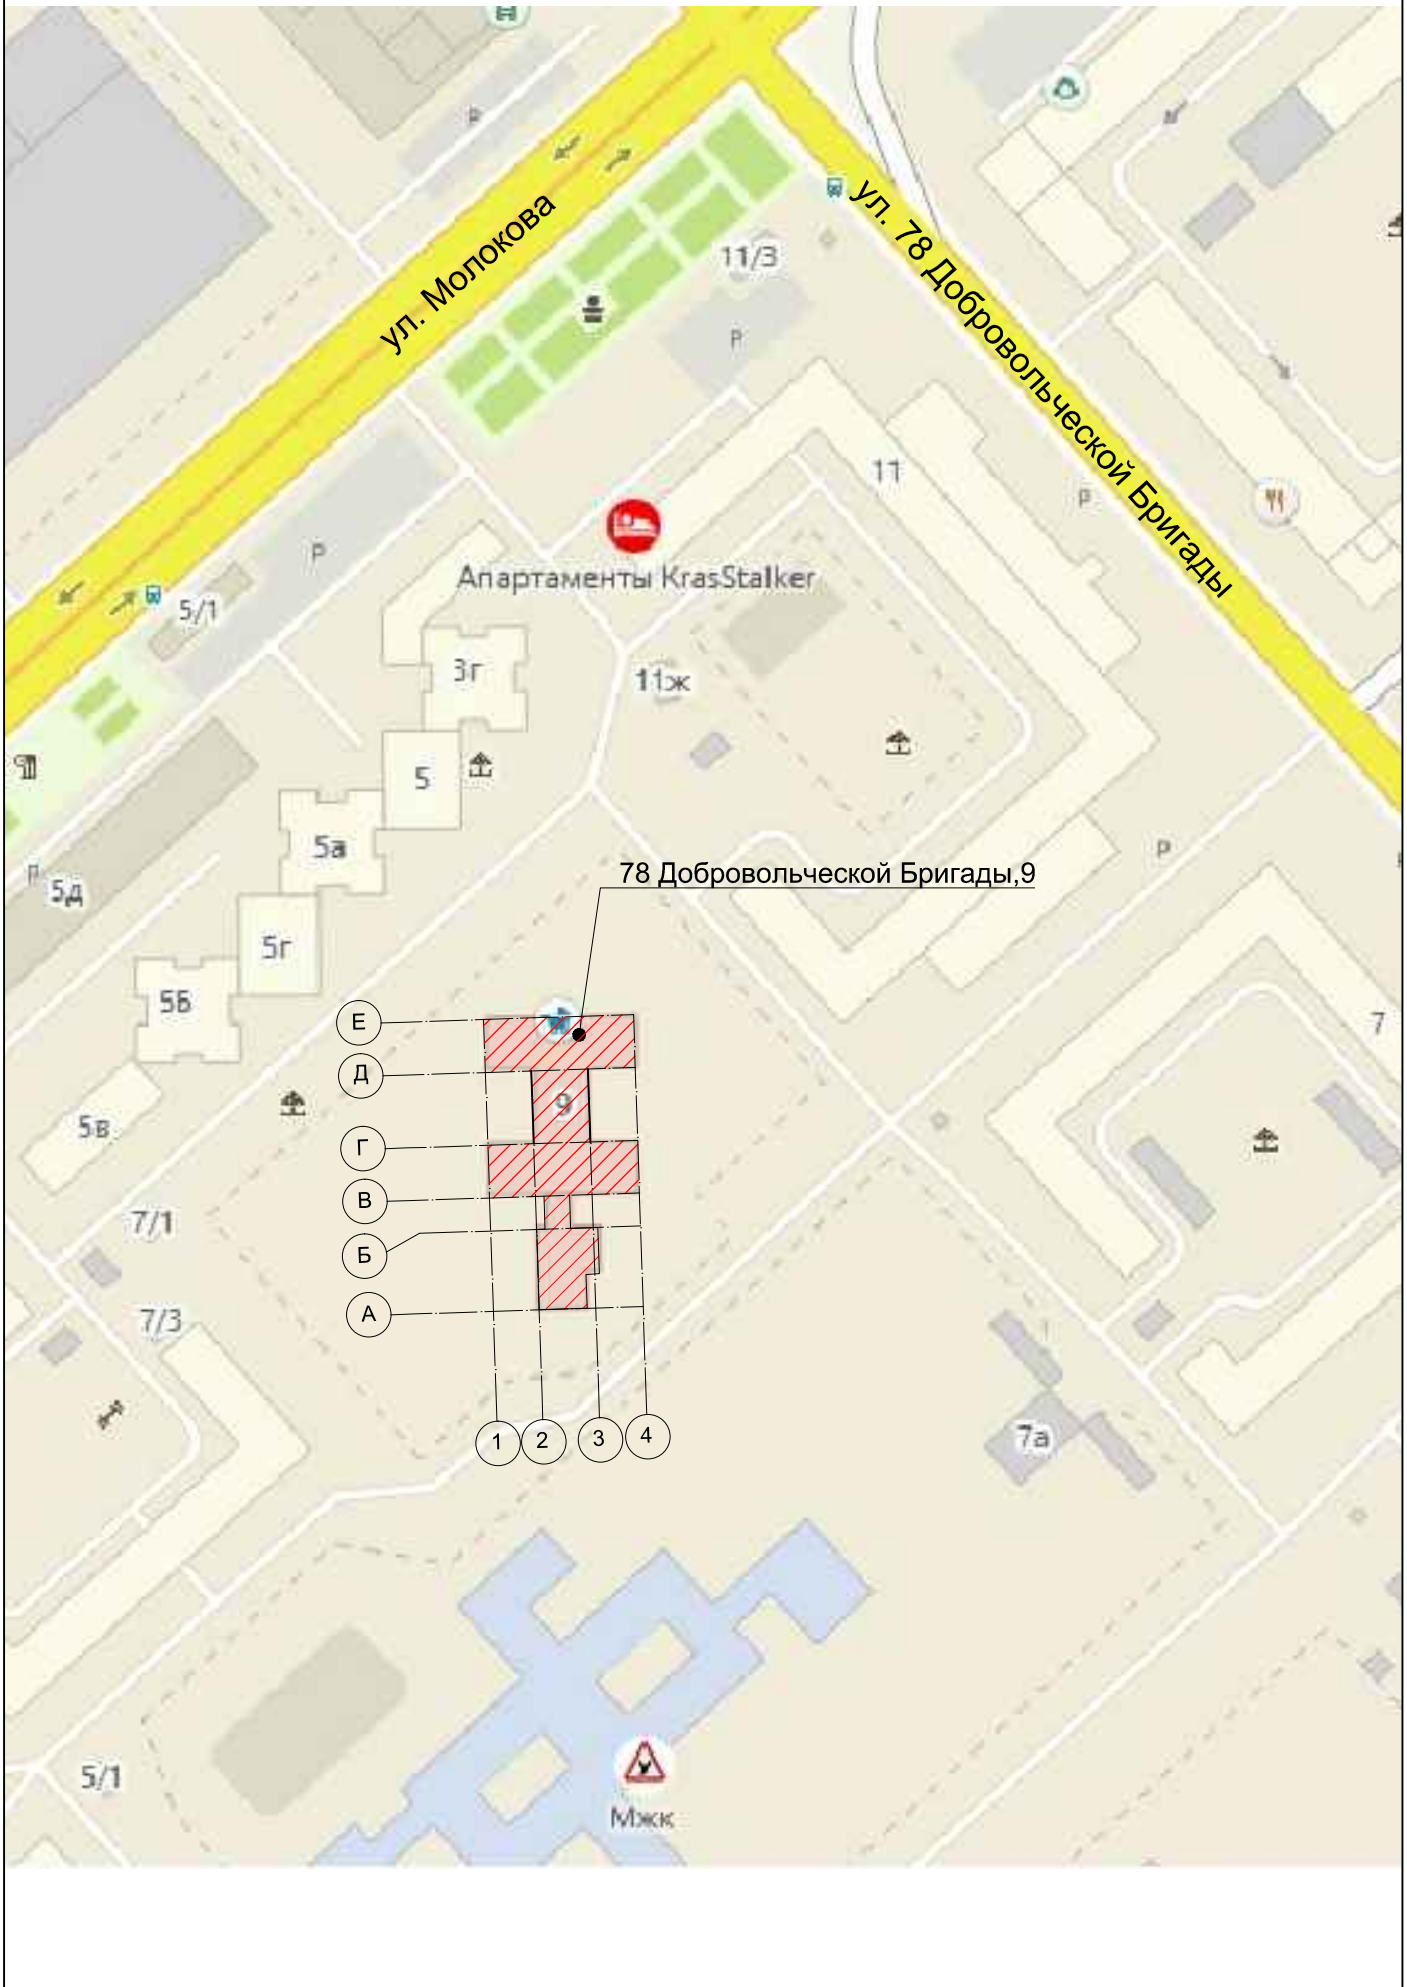 P
ул. Молокова
ул. 78 Добровольческой Бригады
11/3
P
11
P
P
Апартаменты KrasStalker
5/1
3г
11ж
5
5а
P
P
5д
78 Добровольческой Бригады,9
5г
5Б
Е
7
Д
9
5в
Г
В
7/1
Б
А
7/3
1
2
3
4
7а
5/1
Мжк